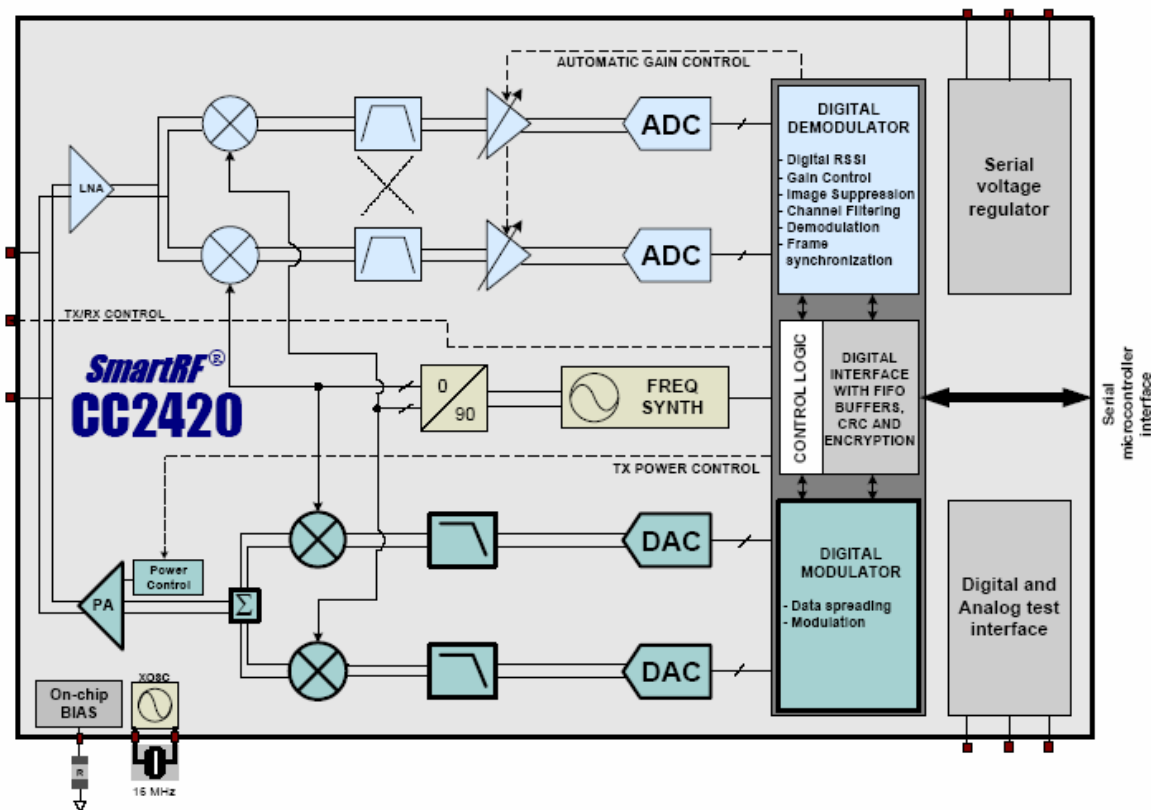 AUTOMATIC GAIN CONTROL
LNA
ADC
ADC
DIGITAL
DEMODULATOR
- Digital RSSI
- Gain Control
- Image Suppression
- Channel Filtering
- Demodulation
- Frame
synchronization
Serial
voltage
regulator
TX/RX CONTROL
SmartRF®
CC2420
0
90
FREQ
SYNTH
CONTROL LOGIC
DIGITAL
INTERFACE
WITH FIFO
BUFFERS,
CRC AND
ENCRYPTION
Serial
microcontroller
interface
TX POWER CONTROL
Power
Control
PA
Σ
DAC
DAC
DIGITAL
MODULATOR
- Data spreading
- Modulation
Digital and
Analog test
interface
On-chip
BIAS
XOSC
R
16 MHz